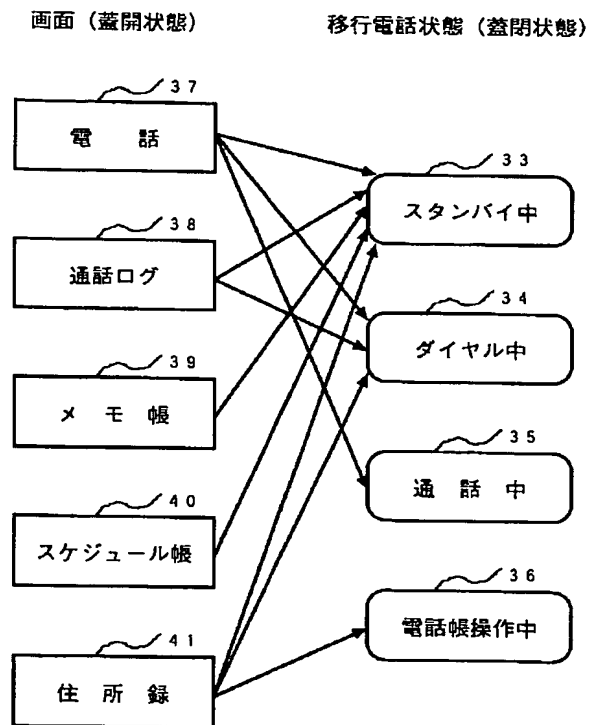 画面（蓋開状態）
移行電話状態（蓋閉状態）
37
電話
38
通話ログ
39
メモ帳
40
スケジュール帳
41
住所録
33
スタンバイ中
34
ダイヤル中
35
通話中
36
電話帳操作中